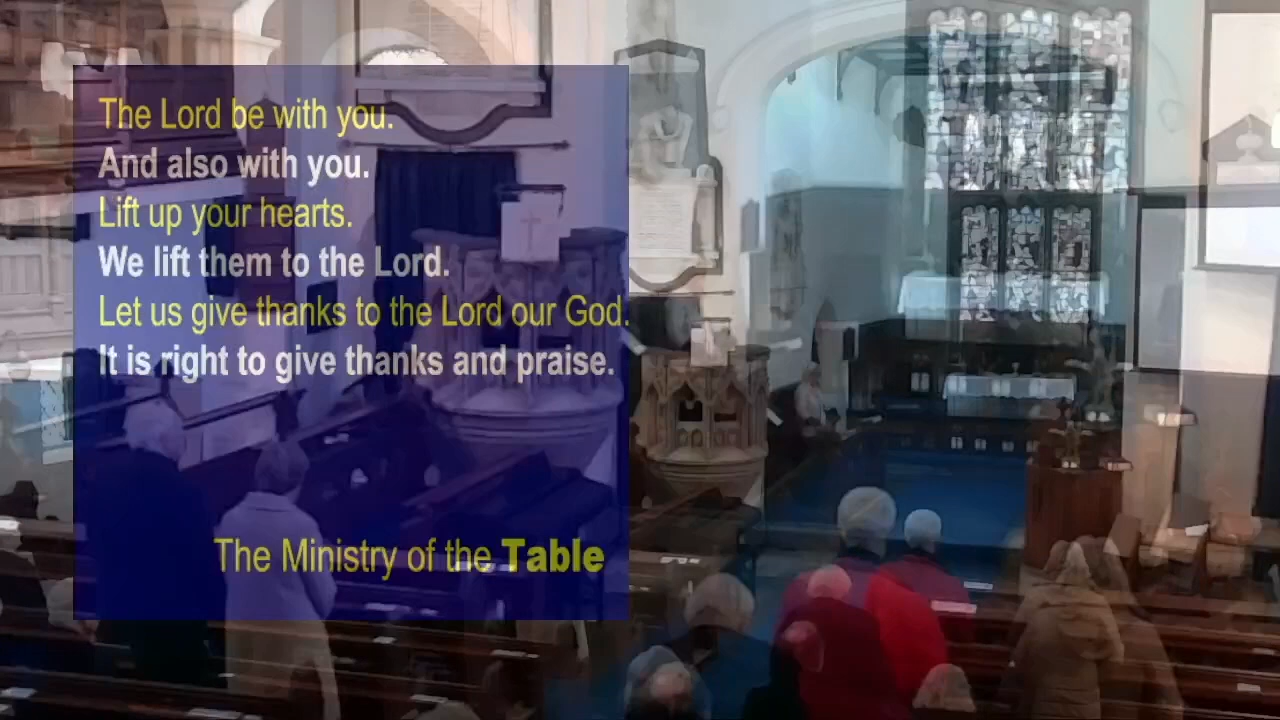 The Lord be with you.
And also with you.
Lift up your hearts.
We lift them to the Lord.
Let us give thanks to the Lord our God.
It is right to give thanks and praise.
The Ministry of the Table